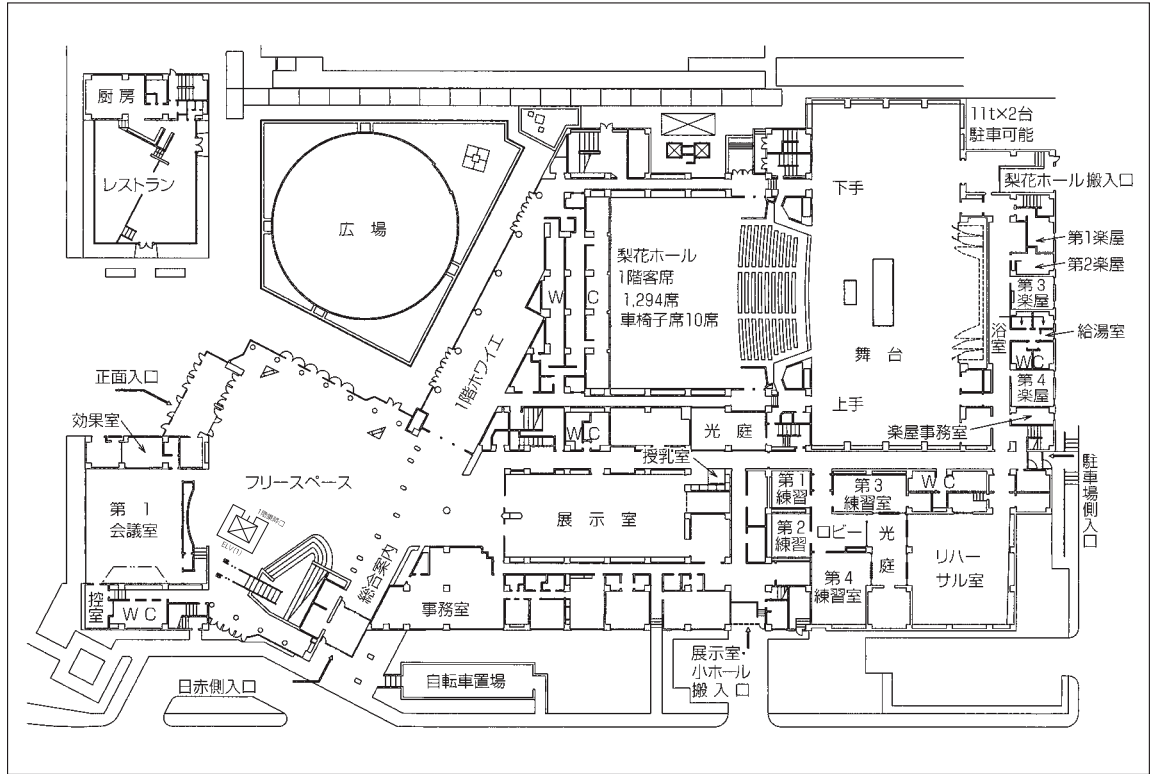 厨房
レストラン
広場
11t×2台
駐車可能
梨花ホール搬入口
下手
第1楽屋
第2楽屋
第3
楽屋
梨花ホール
1階客席
1,294席
車椅子席10席
W
C
浴室
給湯室
WC
舞台
第4
楽屋
上手
楽屋事務室
1階ホワイエ
正面入口
効果室
WC
光庭
授乳室
フリースペース
駐車場側入口
第1
練習
第3
練習室
WC
第1
会議室
展示室
第2
練習
ロビー
光庭
リハー
サル室
ELV(1)
総合案内
控室
WC
事務室
第4
練習室
日赤側入口
自転車置場
展示室・
小ホール
搬入口